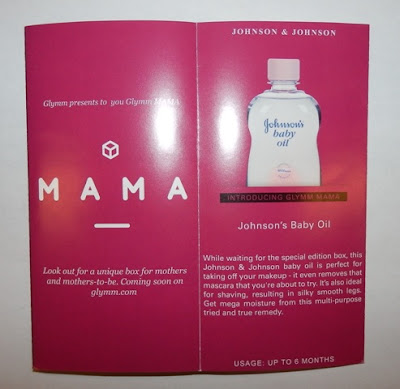 Glymm presents to you Glymm MAMA
MAMA
Look out for a unique box for mothers
and mothers-to-be. Coming soon on
glymm.com
JOHNSON & JOHNSON
Johnson's
baby
oil
INTRODUCING GLYMM MAMA
Johnson's Baby Oil
While waiting for the special edition box, this
Johnson & Johnson baby oil is perfect for
taking off your makeup - it even removes that
mascara that you're about to try. It's also ideal
for shaving, resulting in silky smooth legs.
Get mega moisture from this multi-purpose
tried and true remedy.
USAGE: UP TO 6 MONTHS